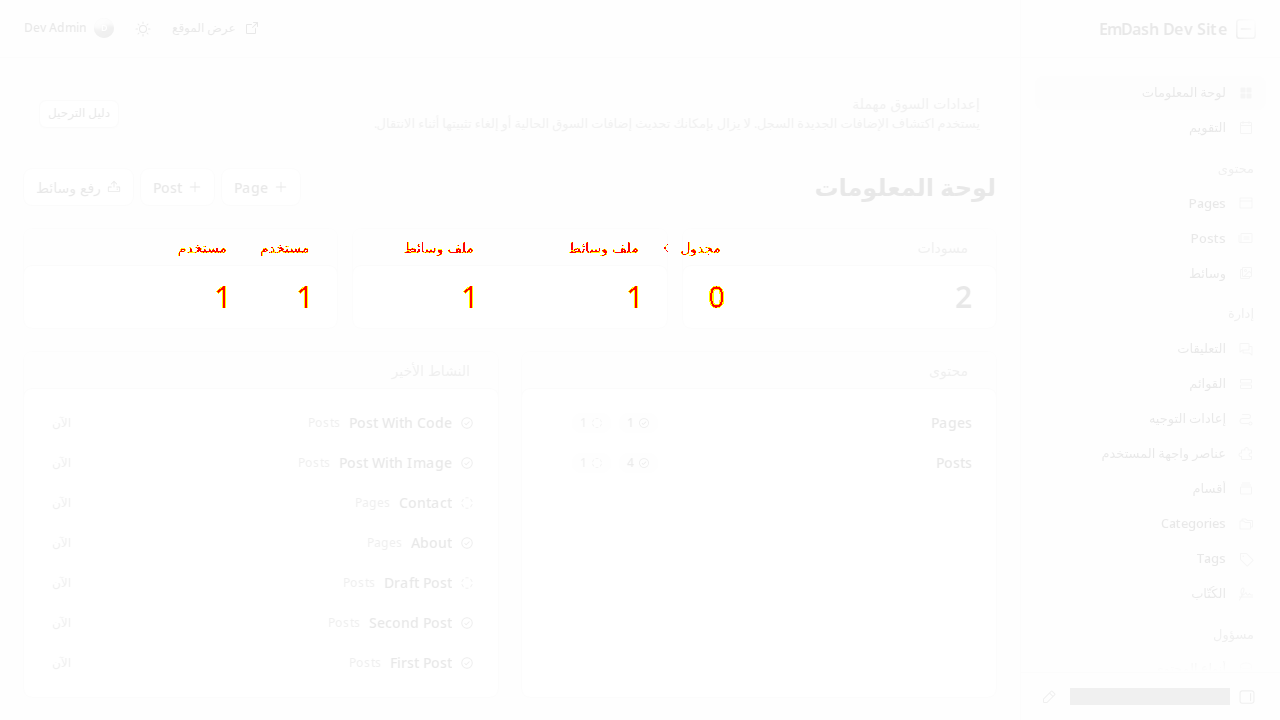 EmDash Dev Site
عرض الموقع
Dev Admin
لوحة المعلومات
التقويم
محتوى
Pages
Posts
وسائط
إدارة
التعليقات
القوائم
إعادات التوجيه
عناصر واجهة المستخدم
أقسام
Categories
Tags
الكتّاب
مسؤول
إعدادات السوق مهملة
يستخدم اكتشاف الإضافات الجديدة السجل. لا يزال بإمكانك تحديث إضافات السوق الحالية أو إلغاء تثبيتها أثناء الانتقال.
دليل الترحيل
لوحة المعلومات
Page
Post
رفع وسائط
مسودات
مجدول
ملف وسائط
ملف وسائط
مستخدم
مستخدم
2
0
1
1
1
1
محتوى
Pages 1 1
Posts 4 1
النشاط الأخير
Post With Code Posts الآن
Post With Image Posts الآن
Contact Pages الآن
About Pages الآن
Draft Post Posts الآن
Second Post Posts الآن
First Post Posts الآن